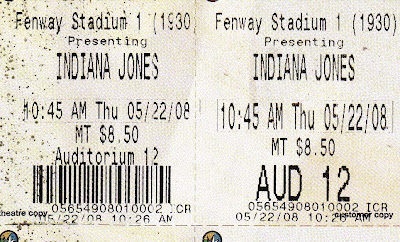 Fenway Stadium 1 (1930)
Presenting
INDIANA JONES
10:45 AM Thu 05/22/08
MT $8.50
Auditorium 12
05654908010002 ICR
theatre copy
05/22/08 10:26 AM
Fenway Stadium 1 (1930)
Presenting
INDIANA JONES
10:45 AM Thu 05/22/08
MT $8.50
AUD 12
05654908010002 ICR
05/22/08 10:26 AM
customer copy